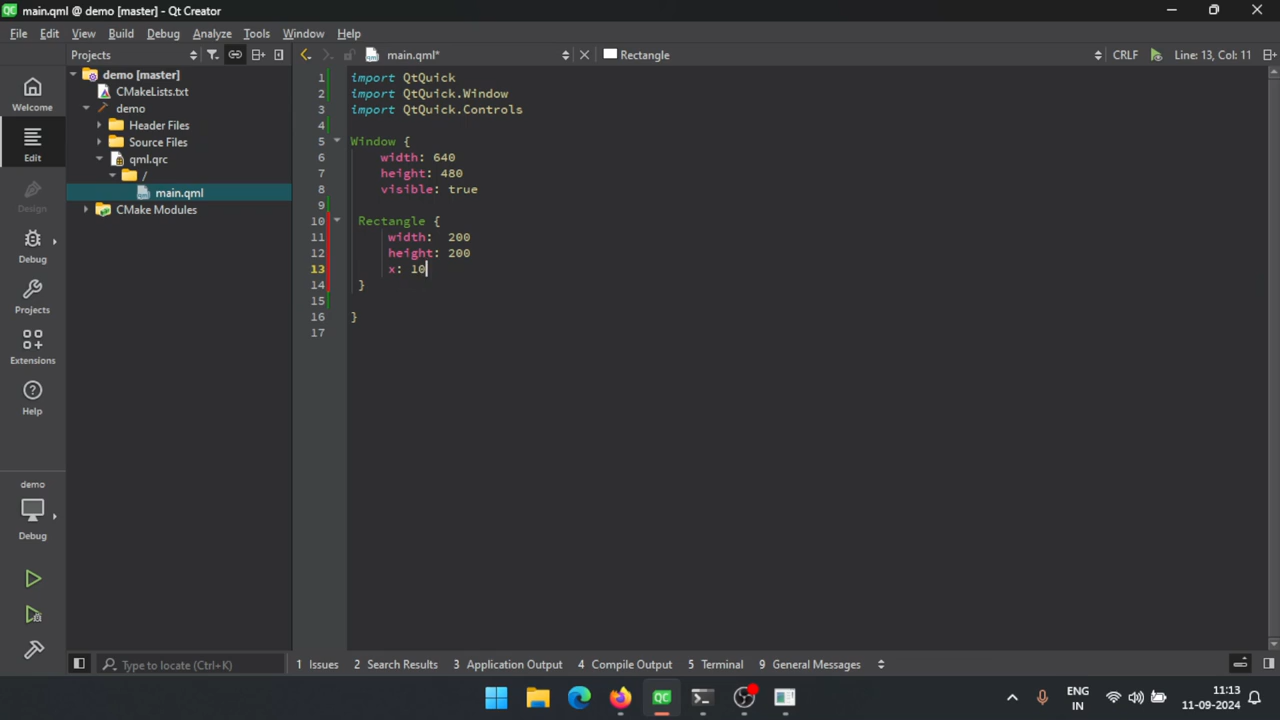 main.qml @ demo [master] - Qt Creator
File Edit View Build Debug Analyze Tools Window Help
Projects
main.qml*
Rectangle
CRLF
Line: 13, Col: 11
Welcome
Edit
Design
Debug
Projects
Extensions
Help
demo
Debug
demo [master]
CMakeLists.txt
demo
Header Files
Source Files
qml.qrc
/
main.qml
CMake Modules
1 import QtQuick
2 import QtQuick.Window
3 import QtQuick.Controls
4
5 Window {
6 width: 640
7 height: 480
8 visible: true
9
10 Rectangle {
11 width: 200
12 height: 200
13 x: 10
14 }
15
16 }
17
Type to locate (Ctrl+K)
1 Issues 2 Search Results 3 Application Output 4 Compile Output 5 Terminal 9 General Messages
ENG
IN
11:13
11-09-2024